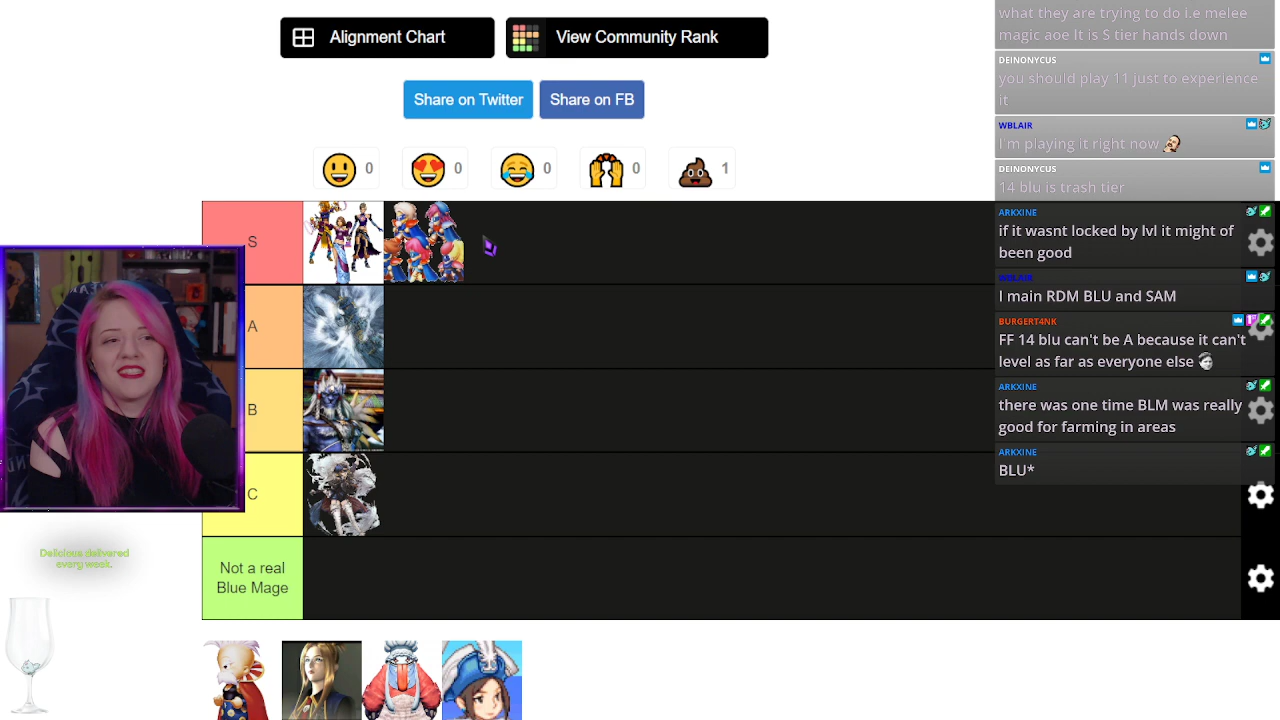 Alignment Chart
View Community Rank
Share on Twitter
Share on FB
0
0
0
0
1
S
A
B
C
Not a real
Blue Mage
Delicious delivered
every week.
what they are trying to do i.e melee
magic aoe It is S tier hands down
DEINONYCUS
you should play 11 just to experience
it
WBLAIR
I'm playing it right now
DEINONYCUS
14 blu is trash tier
ARKXINE
if it wasnt locked by lvl it might of
been good
WBLAIR
I main RDM BLU and SAM
BURGERT4NK
FF 14 blu can't be A because it can't
level as far as everyone else
ARKXINE
there was one time BLM was really
good for farming in areas
ARKXINE
BLU*